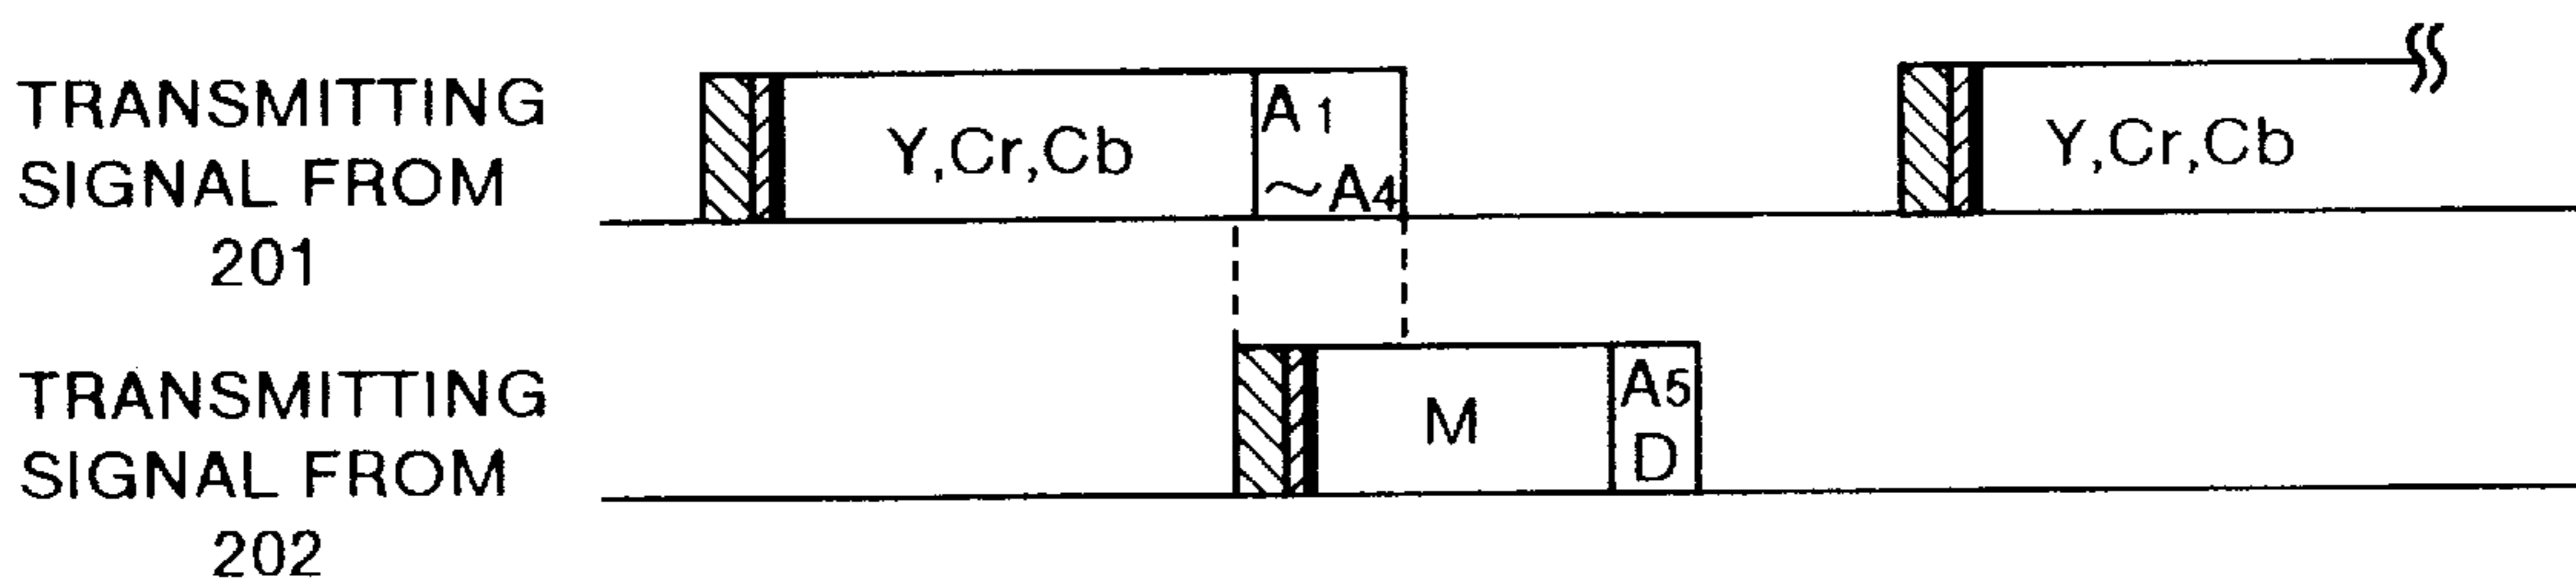 TRANSMITTING
SIGNAL FROM
201
Y,Cr,Cb
A1
~A4
Y,Cr,Cb
TRANSMITTING
SIGNAL FROM
202
M
A5
D